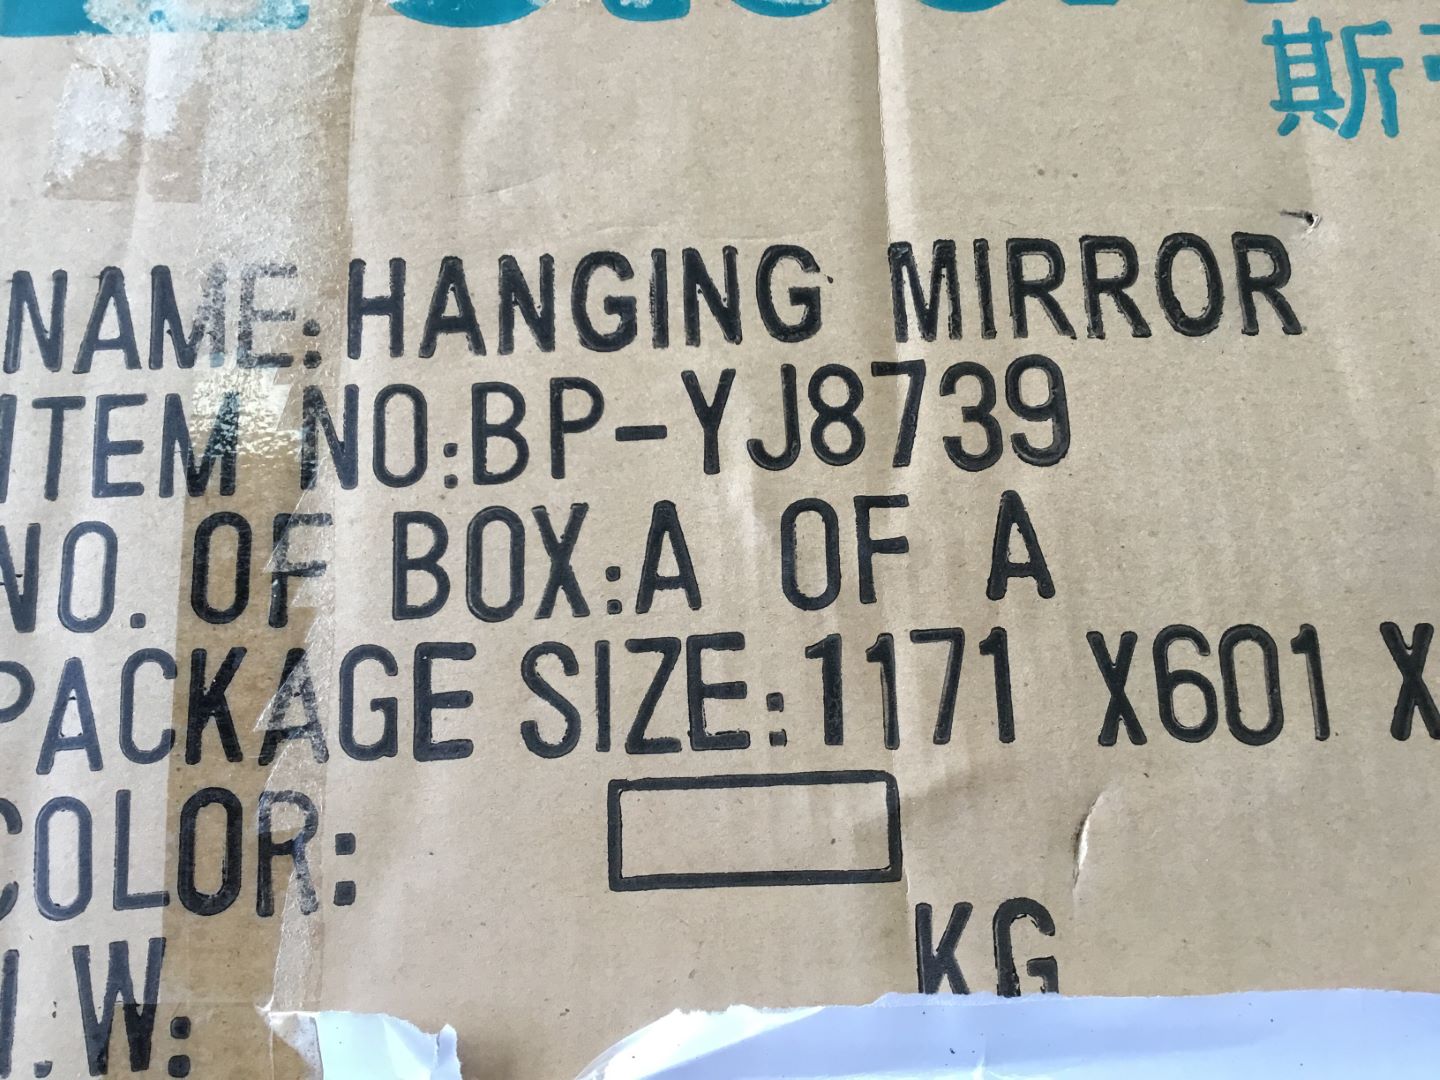 斯
NAME:HANGING MIRROR
ITEM NO:BP-YJ8739
NO. OF BOX:A OF A
PACKAGE SIZE:1171 X601 X
COLOR:
KG
.W: